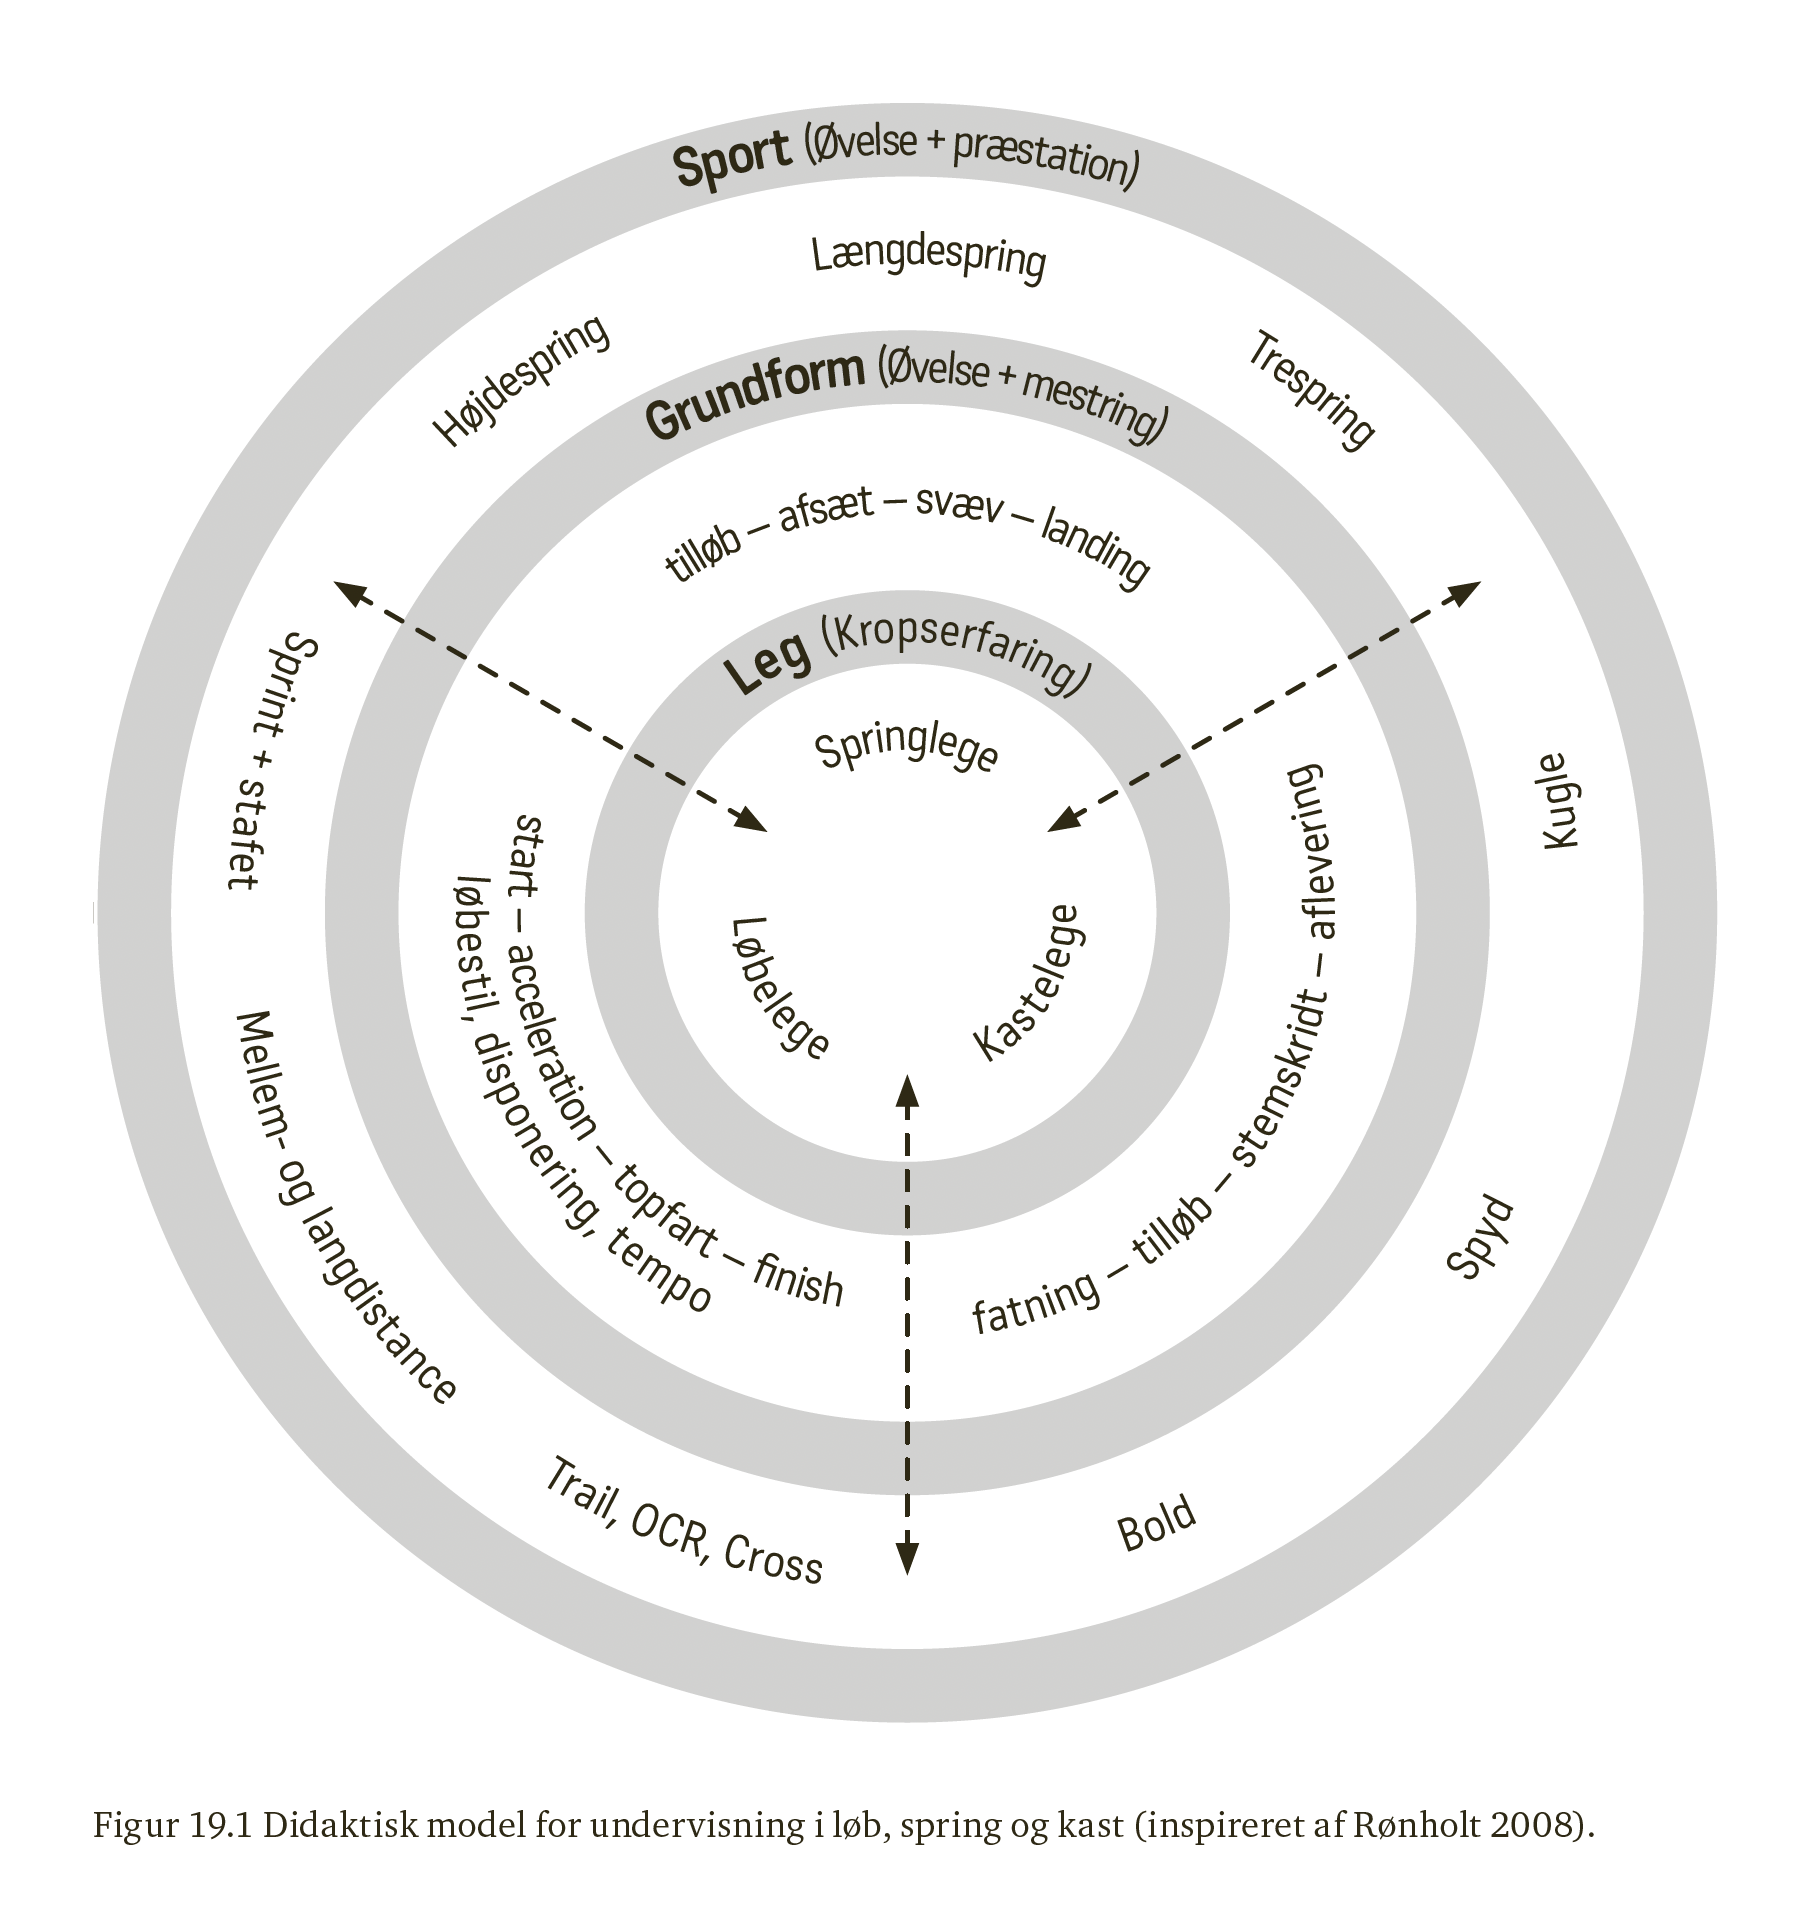 Sport (Øvelse + præstation)
Længdespring
Højdespring
Trespring
Grundform (Øvelse + mestring)
tilløb – afsæt – svæv – landing
Leg (Kropserfaring)
Springlege
Sprint + stafet
Kugle
start – acceleration – topfart – finish
løbestil, disponering, tempo
Løbelege
Kastelege
fatning – tilløb – stemskridt – aflevering
Mellem- og langdistance
Spyd
Trail, OCR, Cross
Bold
Figur 19.1 Didaktisk model for undervisning i løb, spring og kast (inspireret af Rønholt 2008).